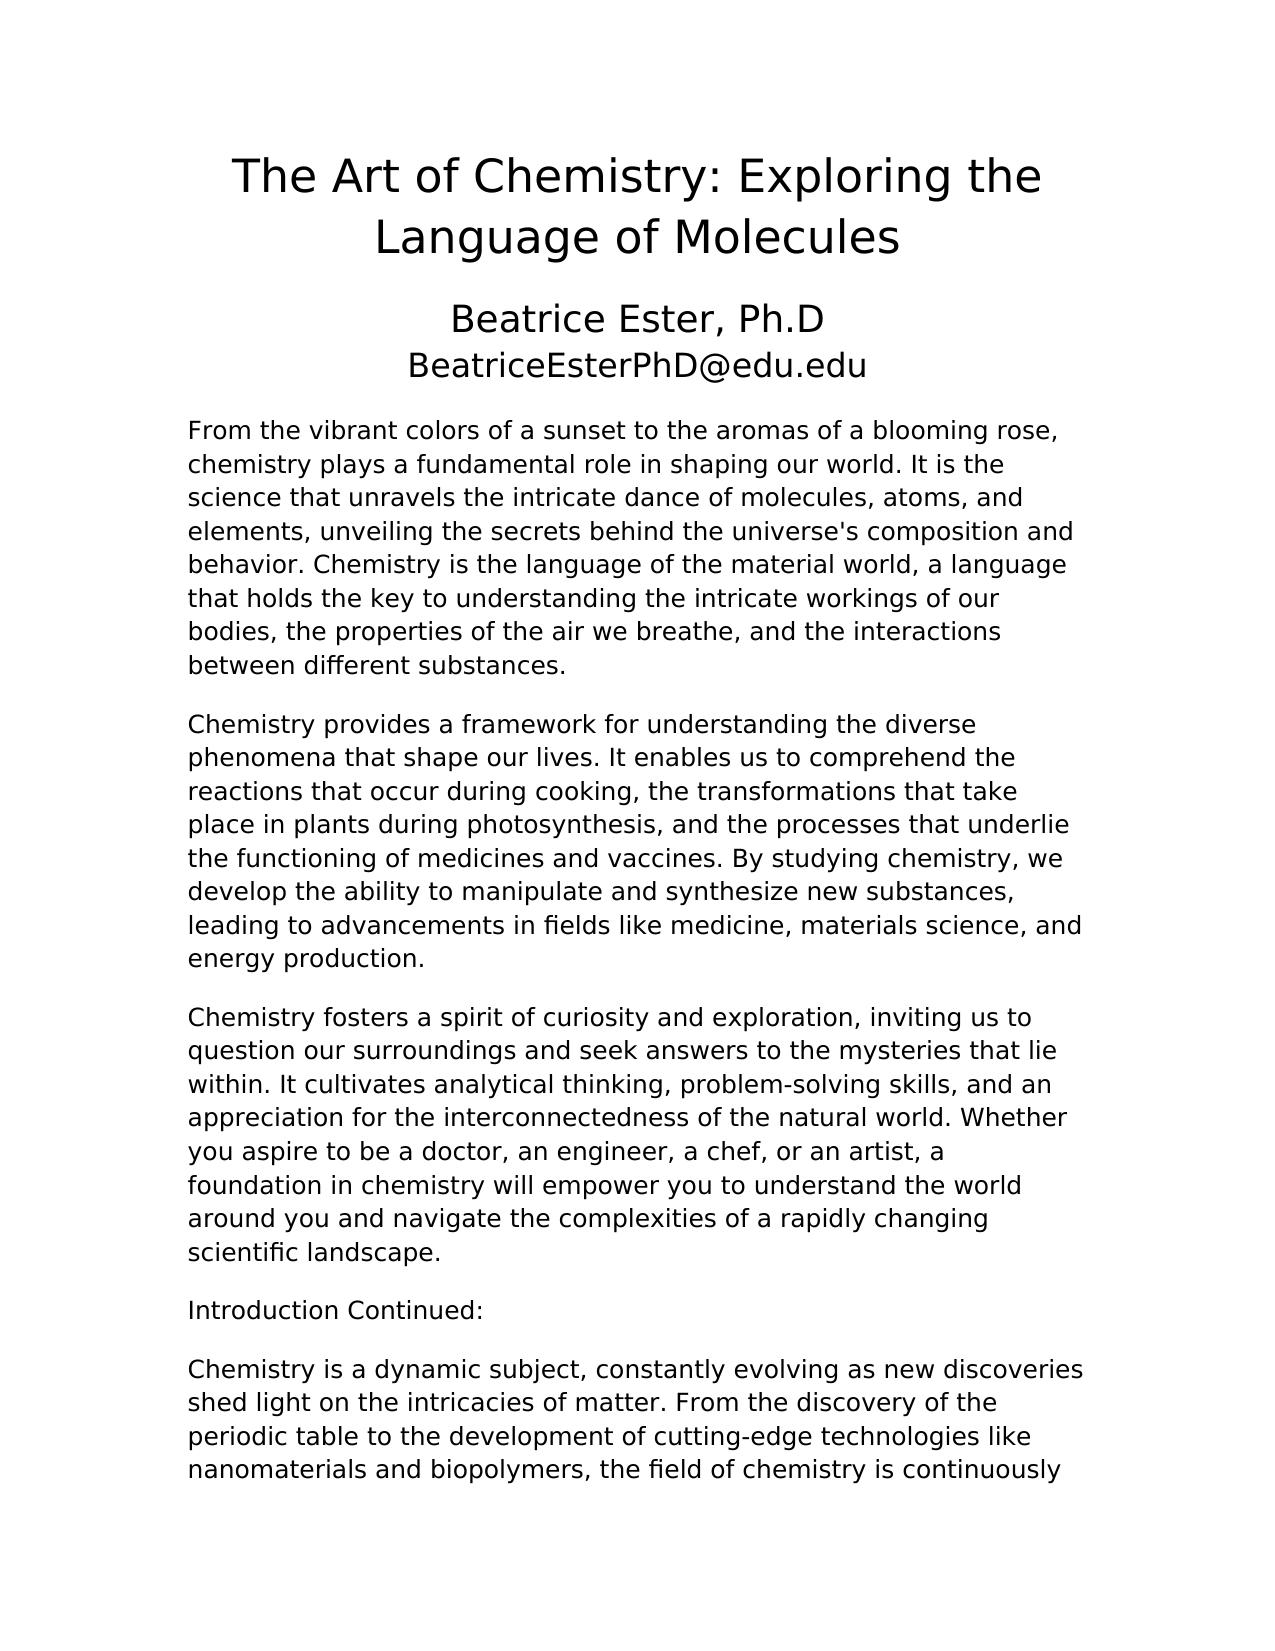 The Art of Chemistry: Exploring the
Language of Molecules
Beatrice Ester, Ph.D
BeatriceEsterPhD@edu.edu
From the vibrant colors of a sunset to the aromas of a blooming rose,
chemistry plays a fundamental role in shaping our world. It is the
science that unravels the intricate dance of molecules, atoms, and
elements, unveiling the secrets behind the universe's composition and
behavior. Chemistry is the language of the material world, a language
that holds the key to understanding the intricate workings of our
bodies, the properties of the air we breathe, and the interactions
between different substances.
Chemistry provides a framework for understanding the diverse
phenomena that shape our lives. It enables us to comprehend the
reactions that occur during cooking, the transformations that take
place in plants during photosynthesis, and the processes that underlie
the functioning of medicines and vaccines. By studying chemistry, we
develop the ability to manipulate and synthesize new substances,
leading to advancements in fields like medicine, materials science, and
energy production.
Chemistry fosters a spirit of curiosity and exploration, inviting us to
question our surroundings and seek answers to the mysteries that lie
within. It cultivates analytical thinking, problem-solving skills, and an
appreciation for the interconnectedness of the natural world. Whether
you aspire to be a doctor, an engineer, a chef, or an artist, a
foundation in chemistry will empower you to understand the world
around you and navigate the complexities of a rapidly changing
scientific landscape.
Introduction Continued:
Chemistry is a dynamic subject, constantly evolving as new discoveries
shed light on the intricacies of matter. From the discovery of the
periodic table to the development of cutting-edge technologies like
nanomaterials and biopolymers, the field of chemistry is continuously